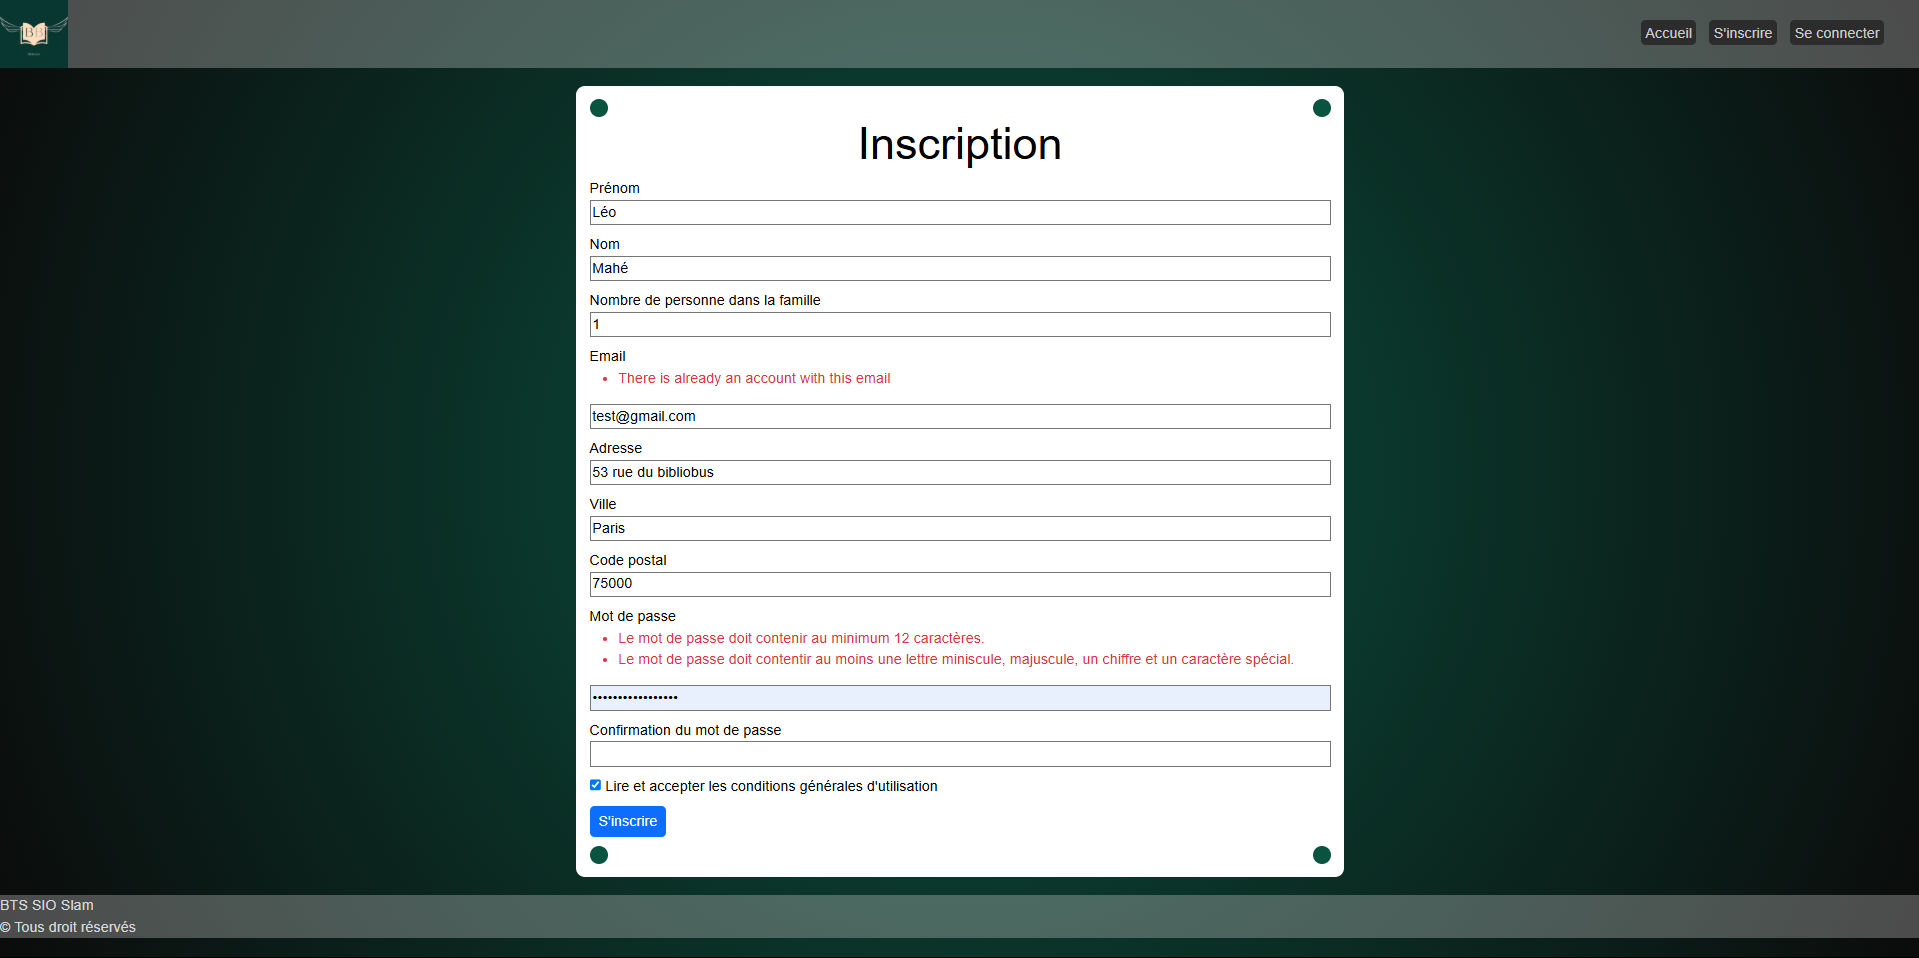 BB
Accueil
S'inscrire
Se connecter
Inscription
Prénom
Léo
Nom
Mahé
Nombre de personne dans la famille
1
Email
There is already an account with this email
test@gmail.com
Adresse
53 rue du bibliobus
Ville
Paris
Code postal
75000
Mot de passe
Le mot de passe doit contenir au minimum 12 caractères.
Le mot de passe doit contentir au moins une lettre miniscule, majuscule, un chiffre et un caractère spécial.
•••••••••••••••••
Confirmation du mot de passe
Lire et accepter les conditions générales d'utilisation
S'inscrire
BTS SIO Slam
© Tous droit réservés